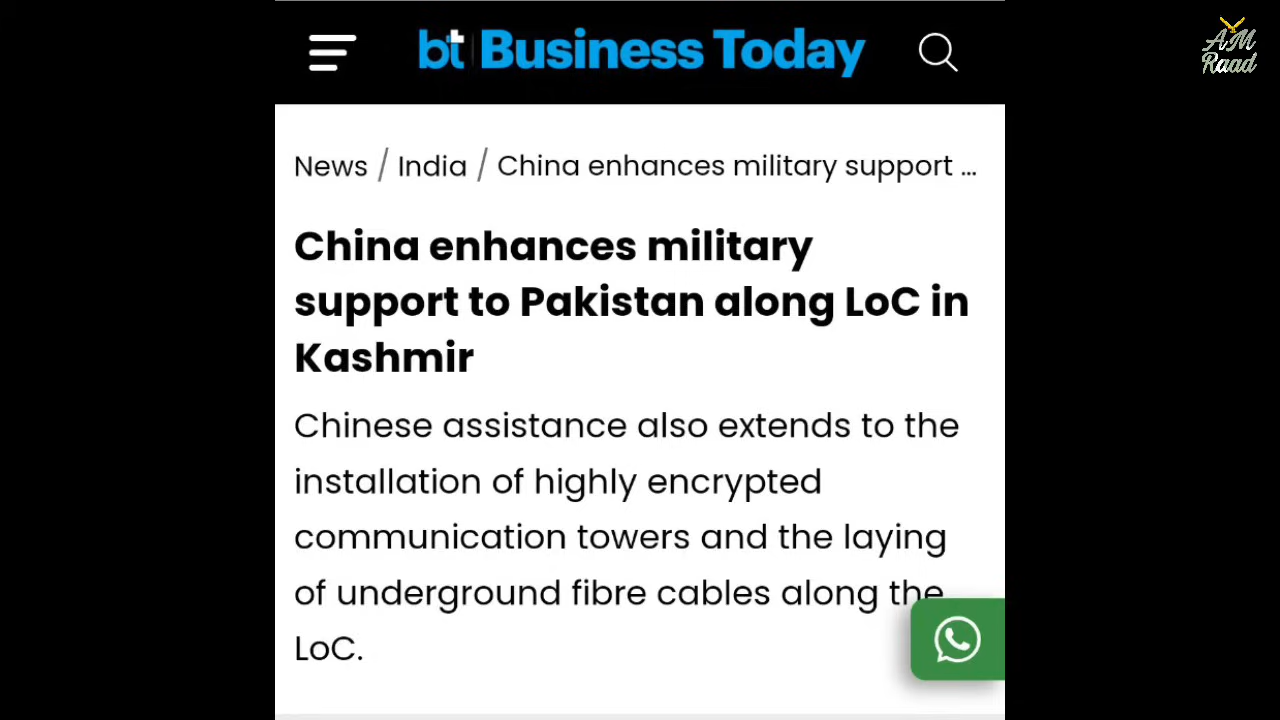 bt Business Today
AM
Raad
News / India / China enhances military support ...
China enhances military
support to Pakistan along LoC in
Kashmir
Chinese assistance also extends to the
installation of highly encrypted
communication towers and the laying
of underground fibre cables along the
LoC.